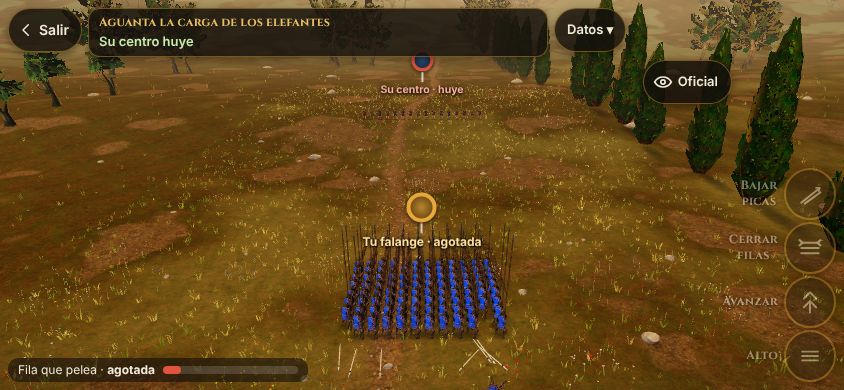 Salir
AGUANTA LA CARGA DE LOS ELEFANTES
Su centro huye
Datos ▾
Oficial
Su centro · huye
Tu falange · agotada
BAJAR
PICAS
CERRAR
FILAS
AVANZAR
ALTO
Fila que pelea · agotada